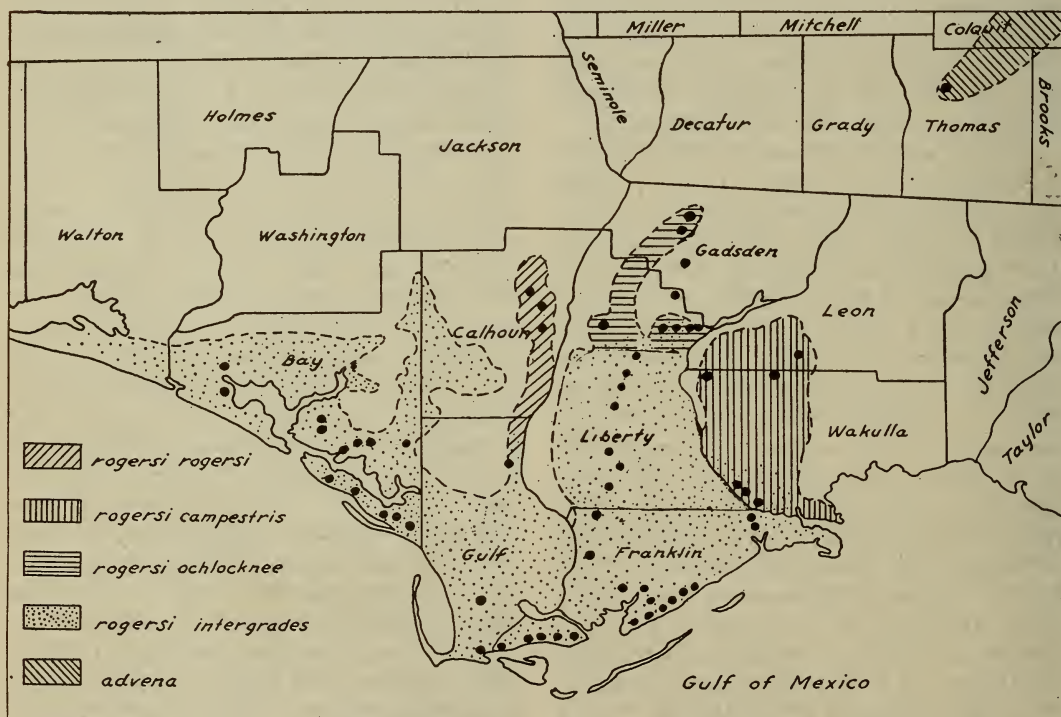 Miller
Mitchell
Colquit
Seminole
Decatur
Grady
Thomas
Brooks
Holmes
Jackson
Walton
Washington
Gadsden
Leon
Jefferson
Taylor
Calhoun
Bay
Liberty
Wakulla
Gulf
Franklin
rogersi rogersi
rogersi campestris
rogersi ochlocknee
rogersi intergrades
advena
Gulf of Mexico